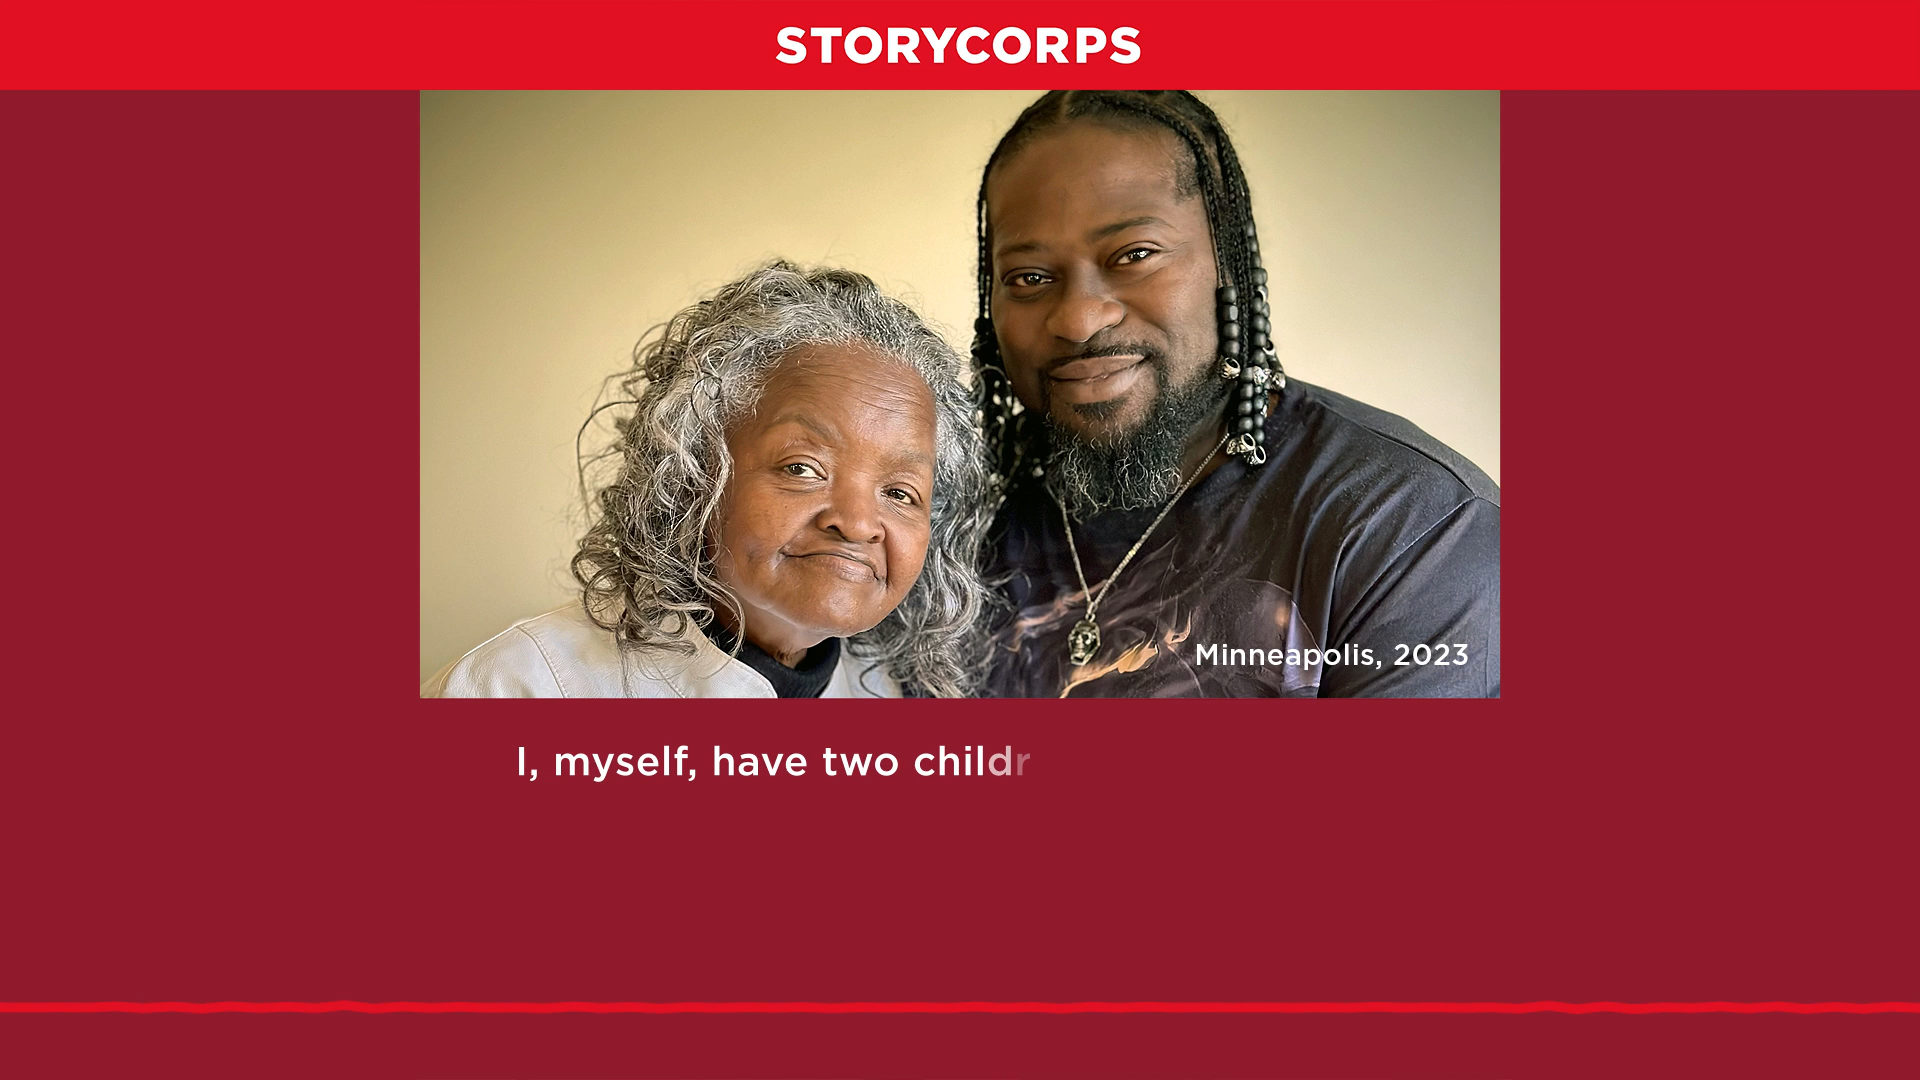 STORYCORPS
Minneapolis, 2023
I, myself, have two childr